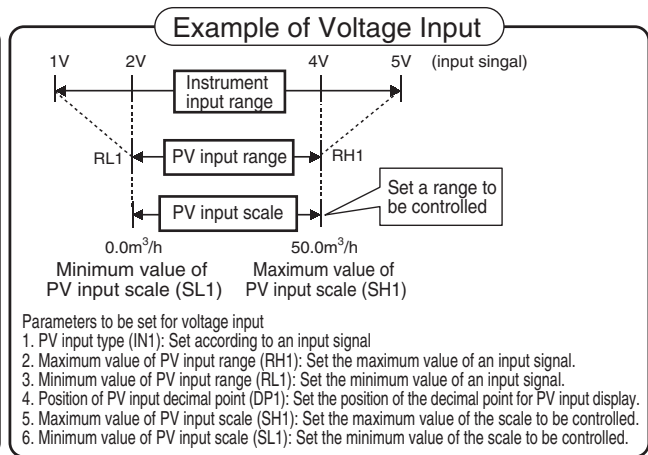 Example of Voltage Input
1V 2V 4V 5V (input singal)
Instrument
input range
RL1 PV input range RH1
Set a range to
be controlled
PV input scale
0.0m³/h 50.0m³/h
Minimum value of Maximum value of
PV input scale (SL1) PV input scale (SH1)
Parameters to be set for voltage input
1. PV input type (IN1): Set according to an input signal
2. Maximum value of PV input range (RH1): Set the maximum value of an input signal.
3. Minimum value of PV input range (RL1): Set the minimum value of an input signal.
4. Position of PV input decimal point (DP1): Set the position of the decimal point for PV input display.
5. Maximum value of PV input scale (SH1): Set the maximum value of the scale to be controlled.
6. Minimum value of PV input scale (SL1): Set the minimum value of the scale to be controlled.